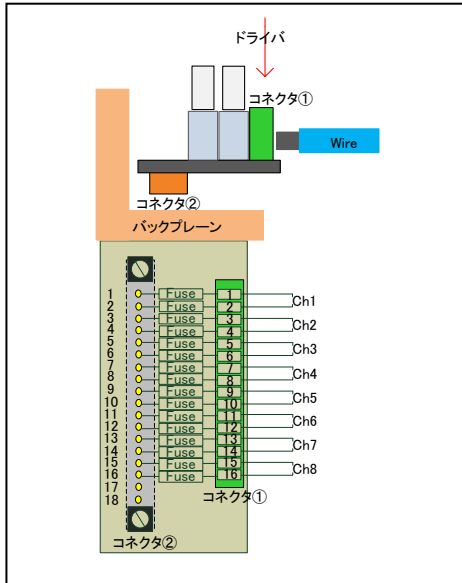 ドライバ
コネクタ①
Wire
コネクタ②
バックプレーン
1 Fuse 1 Ch1
2 Fuse 2
3 Fuse 3 Ch2
4 Fuse 4
5 Fuse 5 Ch3
6 Fuse 6
7 Fuse 7 Ch4
8 Fuse 8
9 Fuse 9 Ch5
10 Fuse 10
11 Fuse 11 Ch6
12 Fuse 12
13 Fuse 13 Ch7
14 Fuse 14
15 Fuse 15 Ch8
16 Fuse 16
17
18
コネクタ①
コネクタ②